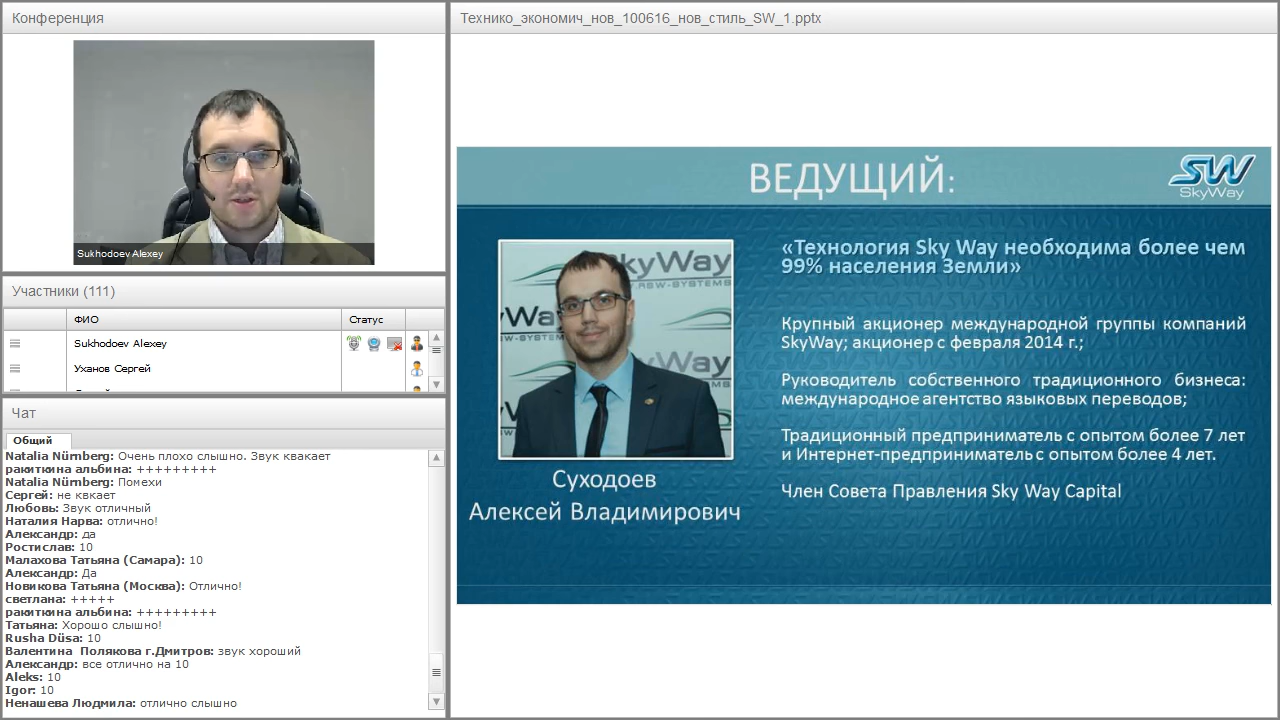 Конференция
Sukhodoev Alexey
Участники (111)
ФИО
Статус
Sukhodoev Alexey
Уханов Сергей
Чат
Общий
Natalia Nürnberg: Очень плохо слышно. Звук квакает
ракиткина альбина: +++++++++
Natalia Nürnberg: Помехи
Сергей: не квкает
Любовь: Звук отличный
Наталия Нарва: отлично!
Александр: да
Ростислав: 10
Малахова Татьяна (Самара): 10
Александр: Да
Новикова Татьяна (Москва): Отлично!
светлана: +++++
ракиткина альбина: +++++++++
Татьяна: Хорошо слышно!
Rusha Düsa: 10
Валентина Полякова г.Дмитров: звук хороший
Александр: все отлично на 10
Aleks: 10
Igor: 10
Ненашева Людмила: отлично слышно
Технико_экономич_нов_100616_нов_стиль_SW_1.pptx
ВЕДУЩИЙ:
SW
SkyWay
kyWay
.RSW-SYSTEMS
Суходоев
Алексей Владимирович
«Технология Sky Way необходима более чем
99% населения Земли»
Крупный акционер международной группы компаний
SkyWay; акционер с февраля 2014 г.;
Руководитель собственного традиционного бизнеса:
международное агентство языковых переводов;
Традиционный предприниматель с опытом более 7 лет
и Интернет-предприниматель с опытом более 4 лет.
Член Совета Правления Sky Way Capital